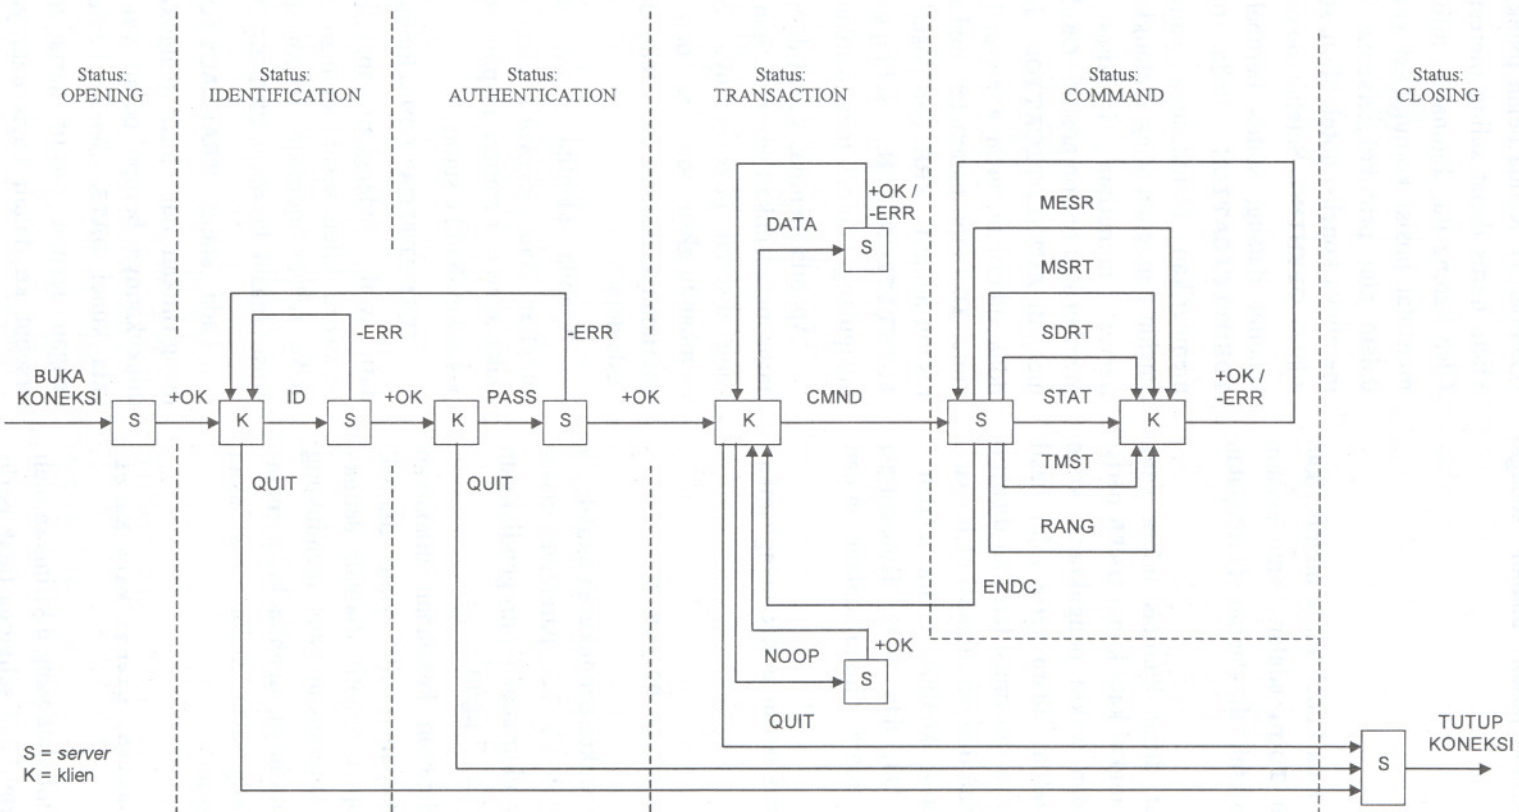 Status:
OPENING
Status:
IDENTIFICATION
Status:
AUTHENTICATION
Status:
TRANSACTION
Status:
COMMAND
Status:
CLOSING
+OK /
-ERR
DATA
S
MESR
MSRT
SDRT
-ERR
-ERR
BUKA
KONEKSI
S
+OK
K
ID
S
+OK
K
PASS
S
+OK
K
CMND
S
STAT
K
+OK /
-ERR
TMST
QUIT
QUIT
RANG
ENDC
NOOP
+OK
S
QUIT
S
TUTUP
KONEKSI
S = server
K = klien